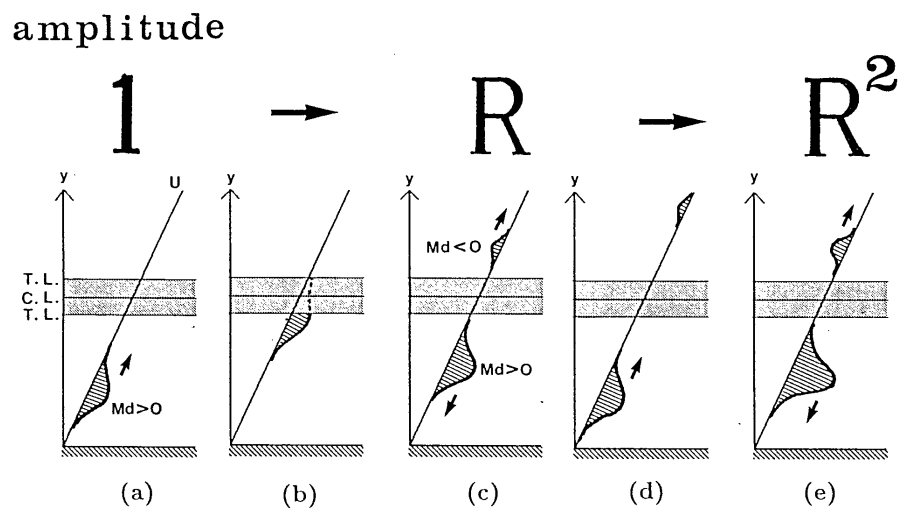 amplitude
1 → R → R²
y U y y y y
Md<0
T.L.
C.L.
T.L.
Md>0
Md>0
(a) (b) (c) (d) (e)